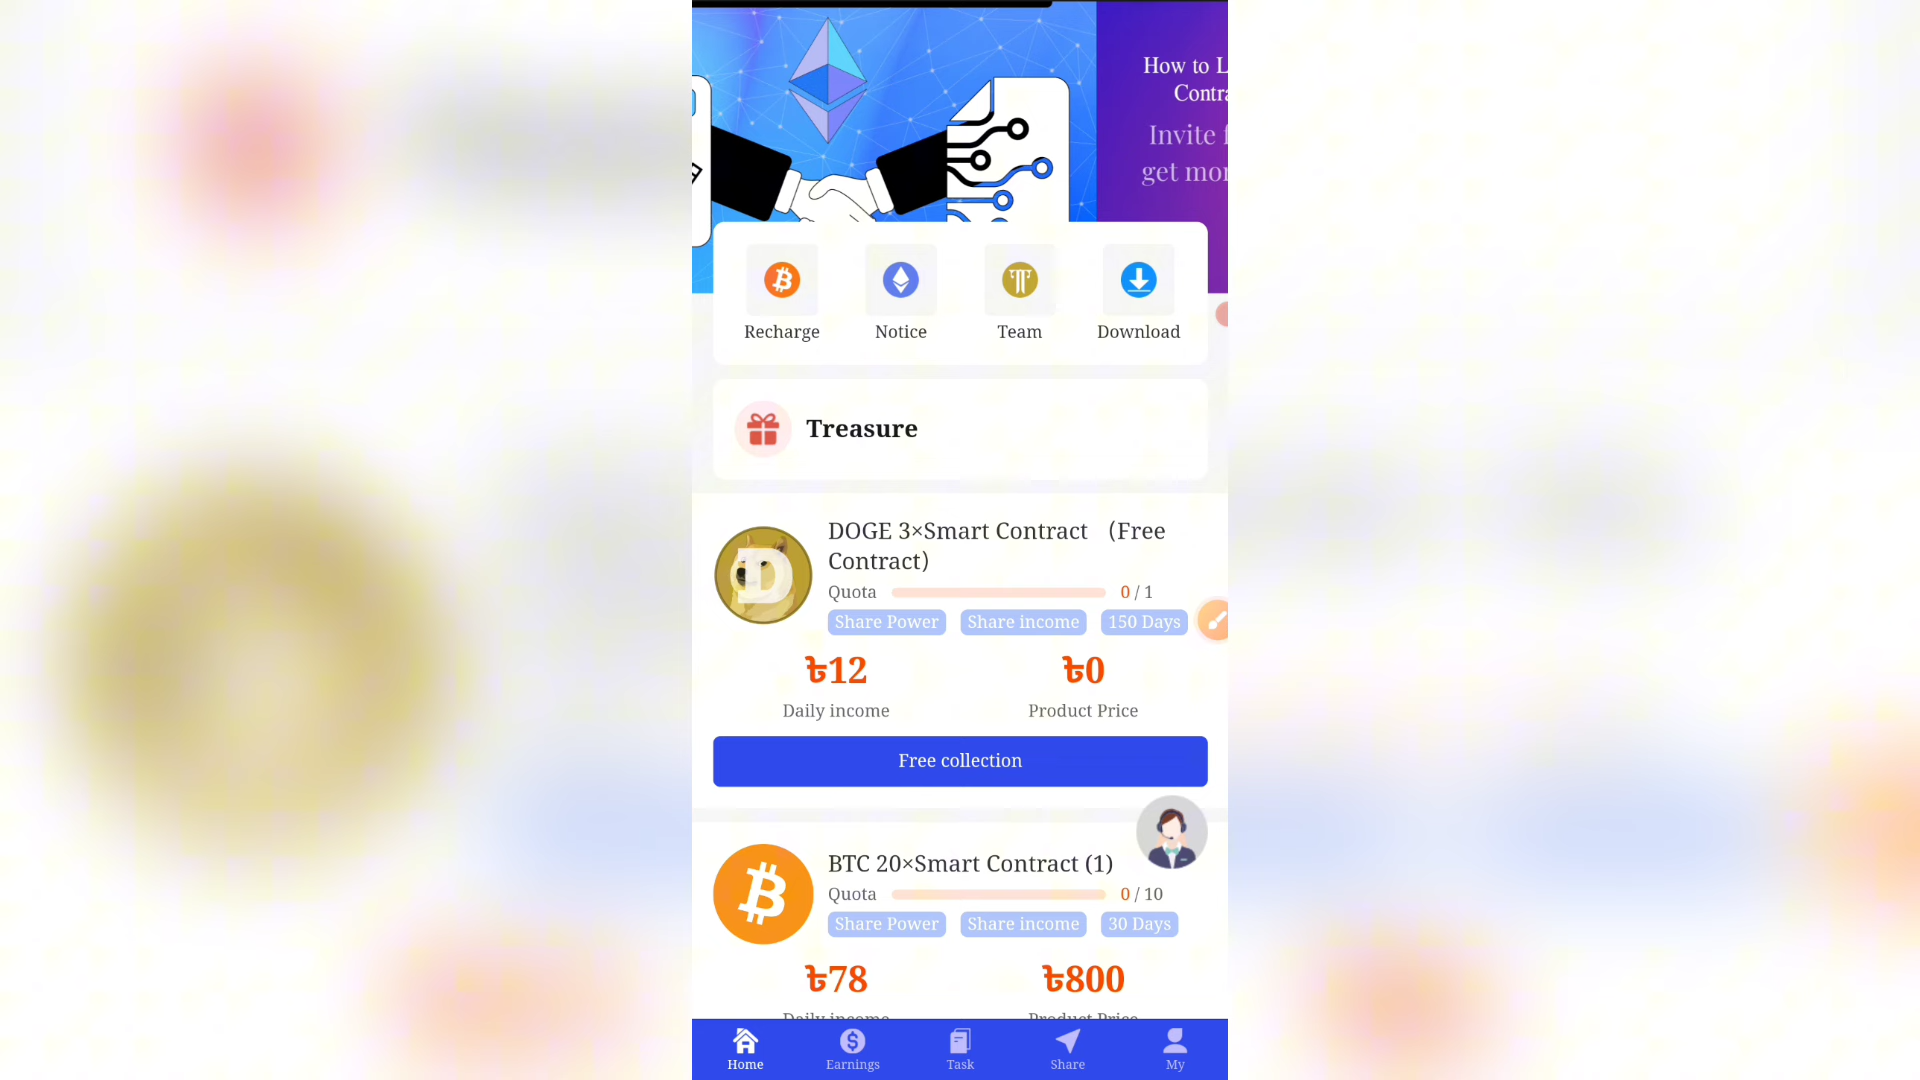 How to L
Contra
Invite f
get mor
Recharge
Notice
Team
Download
Treasure
DOGE 3×Smart Contract （Free
Contract）
Quota 0 / 1
Share Power Share income 150 Days
৳12 ৳0
Daily income Product Price
Free collection
BTC 20×Smart Contract (1)
Quota 0 / 10
Share Power Share income 30 Days
৳78 ৳800
Daily income Product Price
Home
Earnings
Task
Share
My